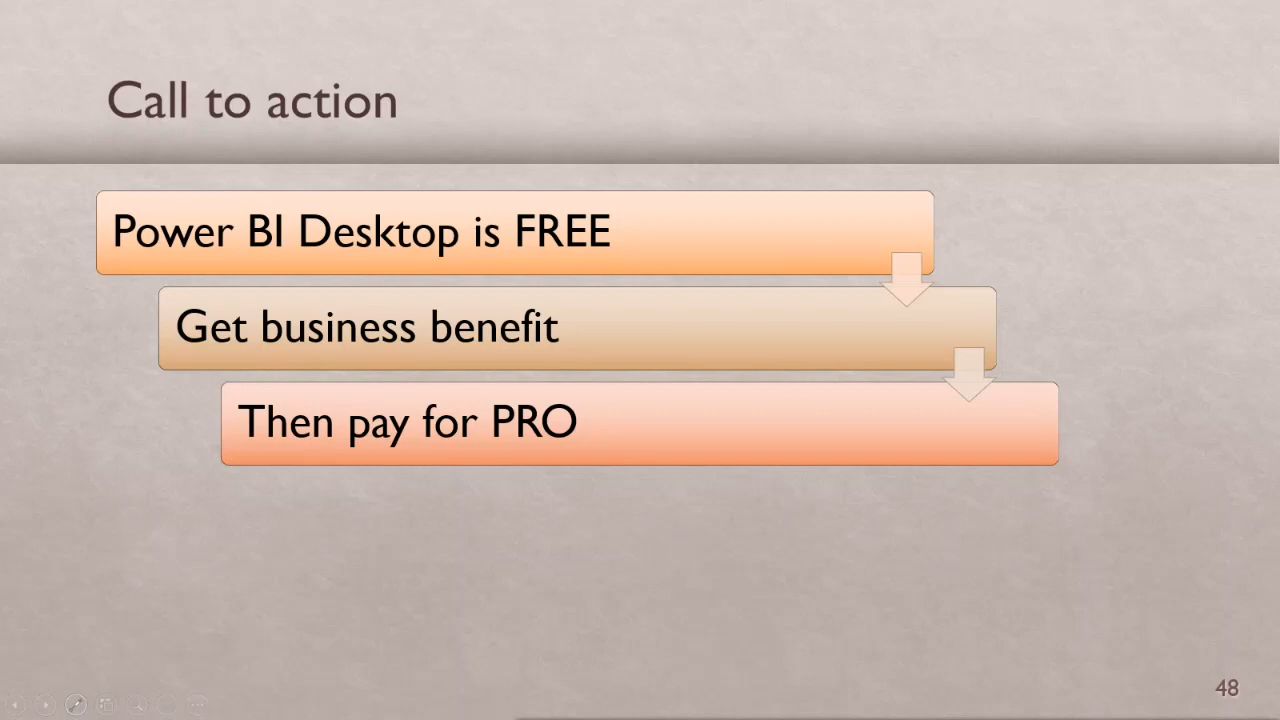 Call to action
Power BI Desktop is FREE
Get business benefit
Then pay for PRO
48